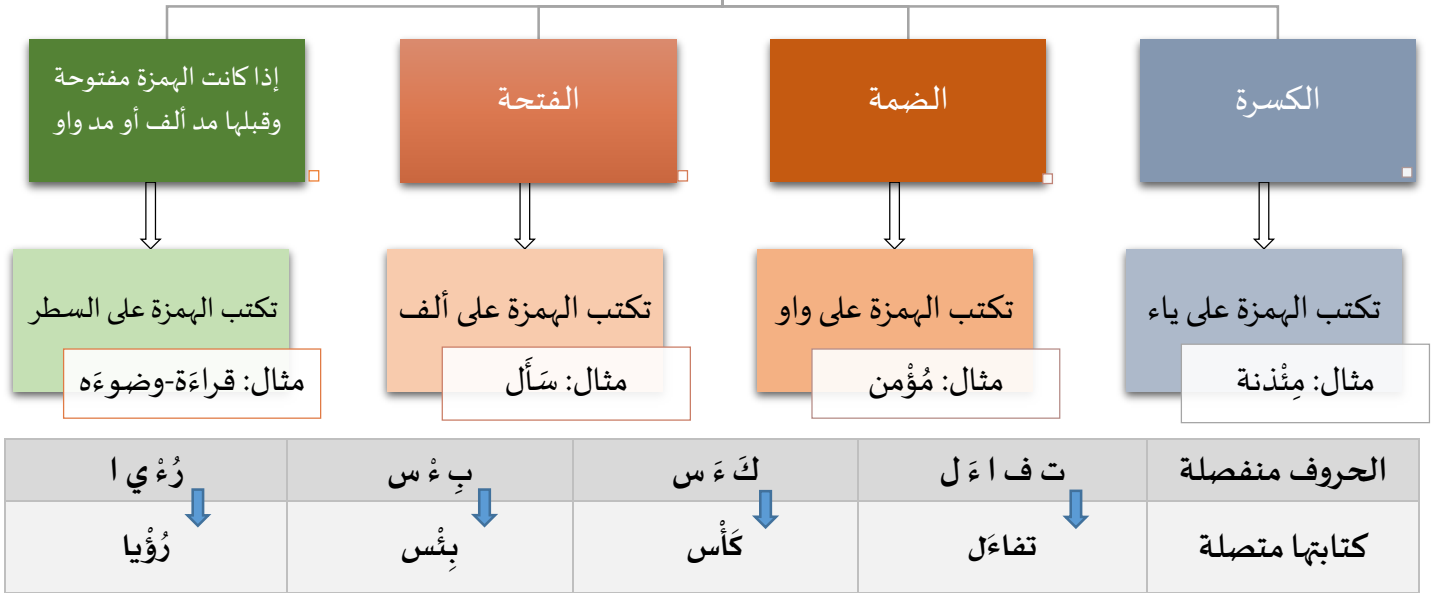 الكسرة
الضمة
الفتحة
إذا كانت الهمزة مفتوحة
وقبلها مد ألف أو مد واو
تكتب الهمزة على ياء
تكتب الهمزة على واو
تكتب الهمزة على ألف
تكتب الهمزة على السطر
مثال: مِئْذنة
مثال: مُؤْمن
مثال: سَأَل
مثال: قراءَة-وضوءَه
الحروف منفصلة
ت ف ا ءَ ل
كَ ءَ س
بِ ءْ س
رُ ءْ ي ا
كتابتها متصلة
تفاءَل
كَأْس
بِئْس
رُؤْيا